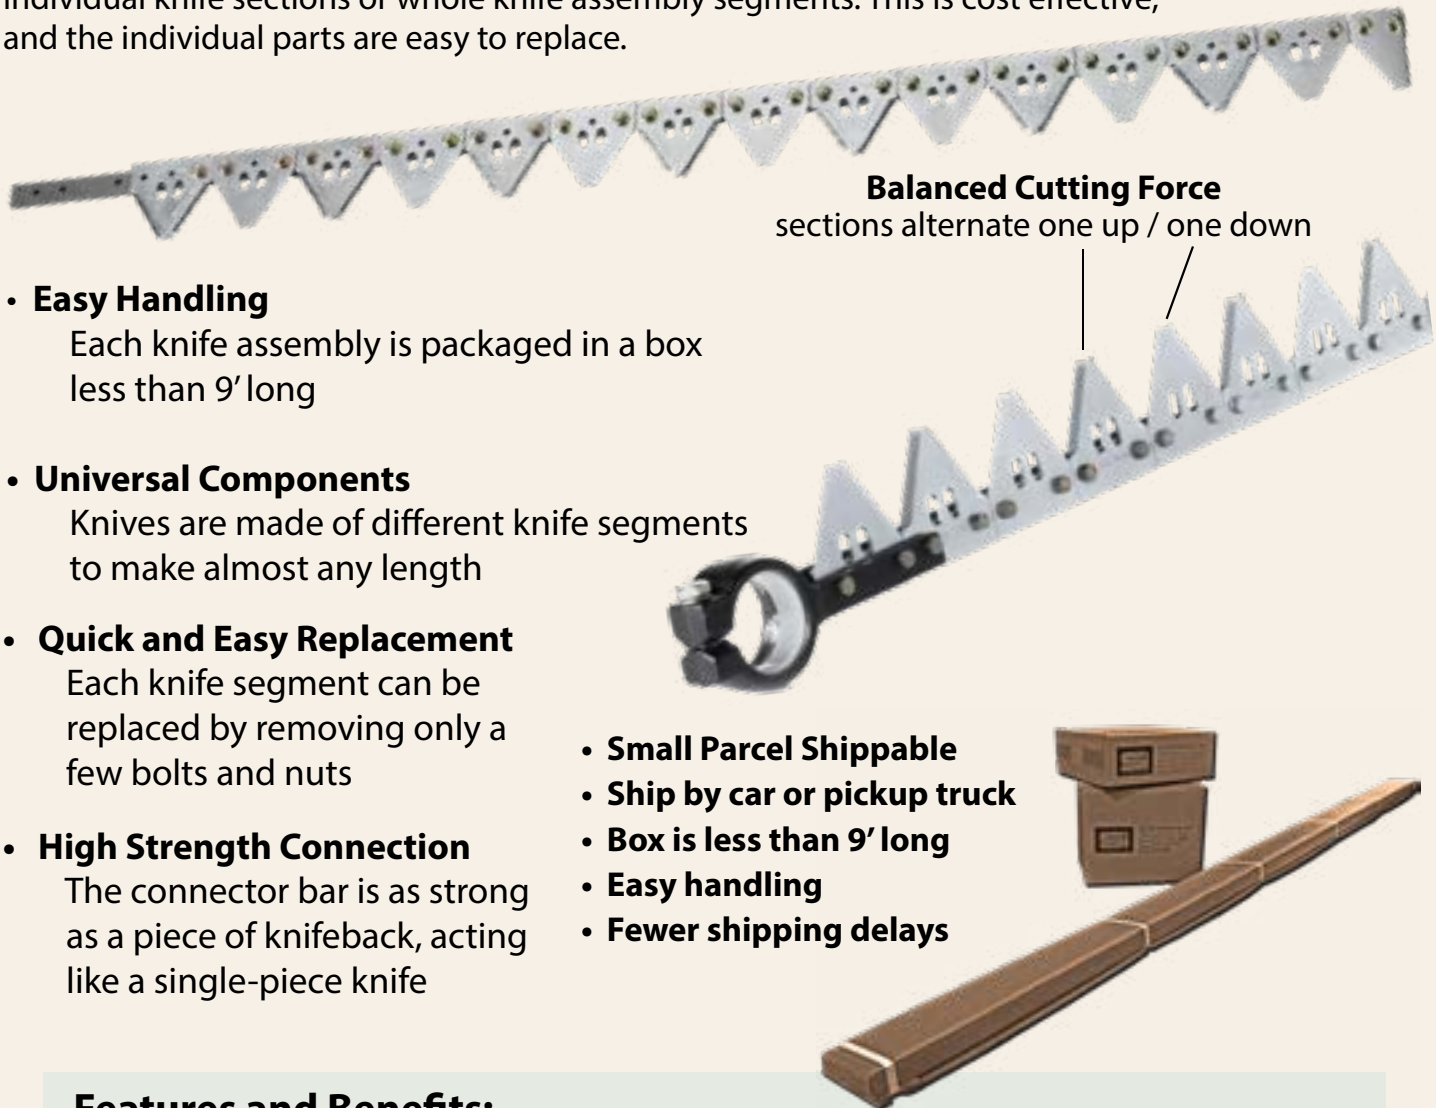 individual knife sections or whole knife assembly segments. This is cost effective,
and the individual parts are easy to replace.
Balanced Cutting Force
sections alternate one up / one down
• Easy Handling
Each knife assembly is packaged in a box
less than 9’ long
• Universal Components
Knives are made of different knife segments
to make almost any length
• Quick and Easy Replacement
Each knife segment can be
replaced by removing only a
few bolts and nuts
• High Strength Connection
The connector bar is as strong
as a piece of knifeback, acting
like a single-piece knife
• Small Parcel Shippable
• Ship by car or pickup truck
• Box is less than 9’ long
• Easy handling
• Fewer shipping delays
Features and Benefits: